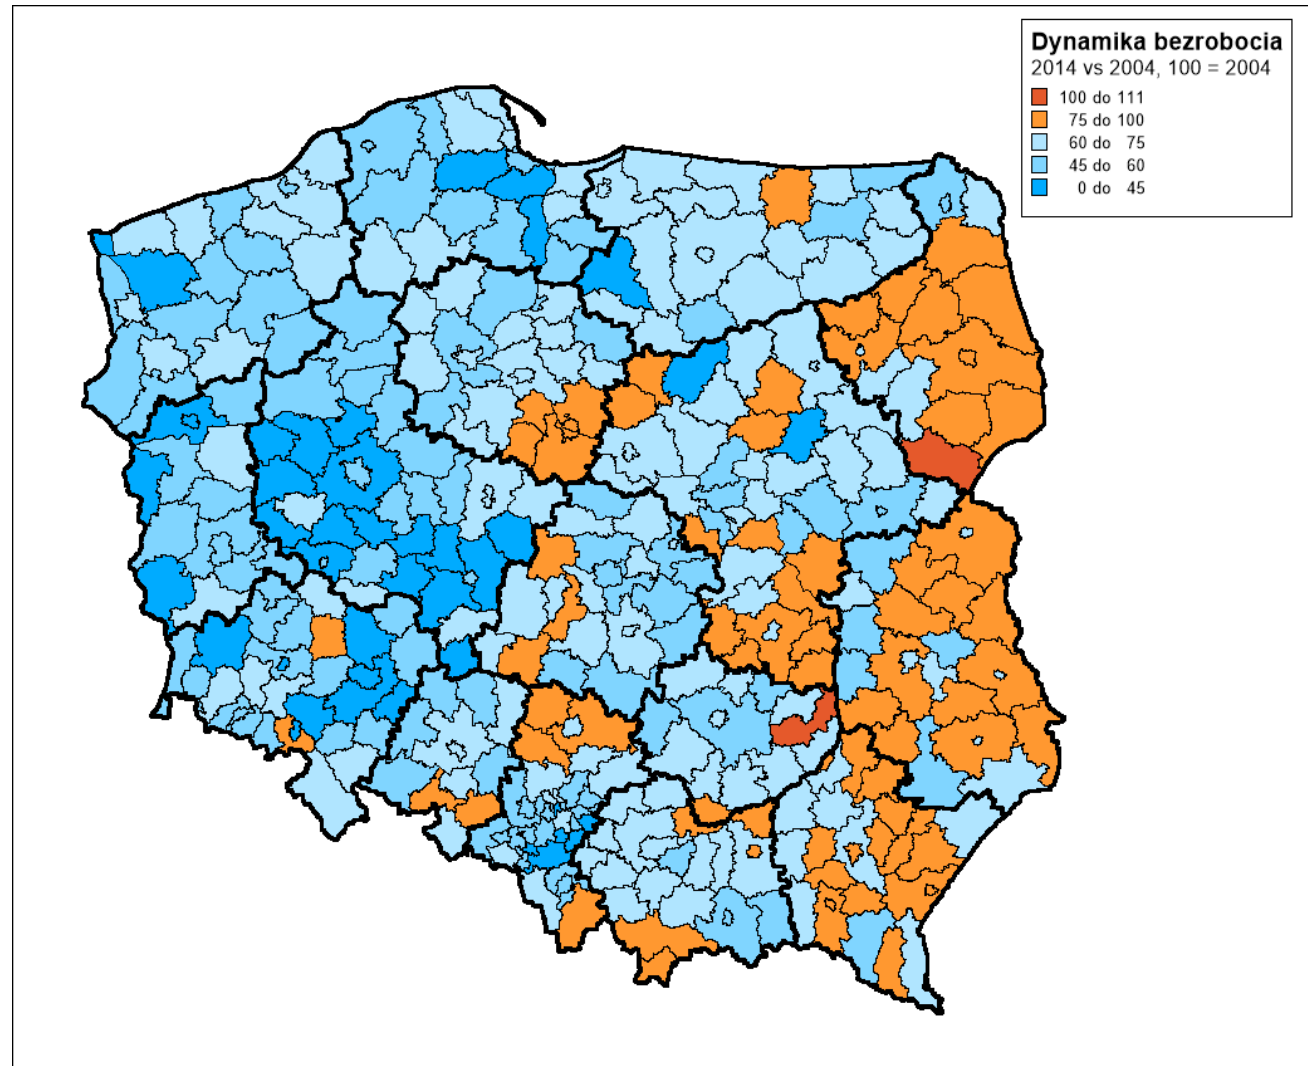 Dynamika bezrobocia
2014 vs 2004, 100 = 2004
100 do 111
75 do 100
60 do 75
45 do 60
0 do 45